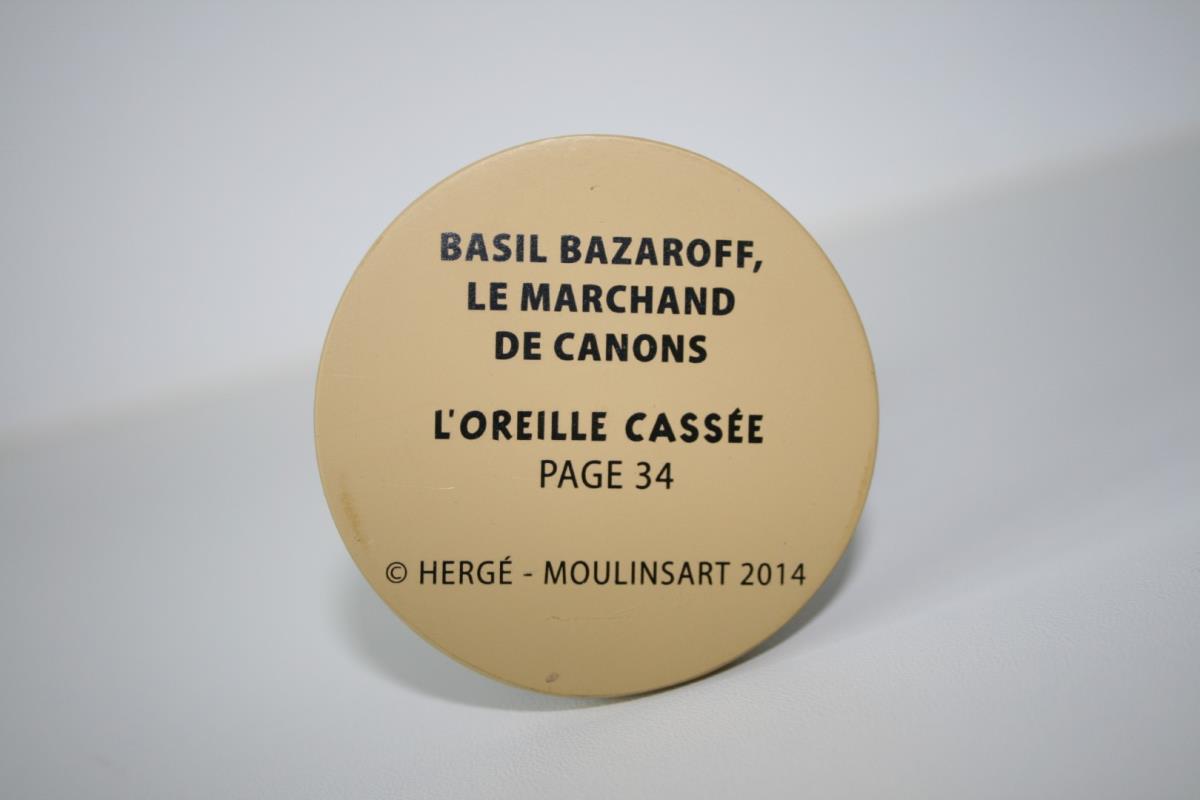 BASIL BAZAROFF,
LE MARCHAND
DE CANONS
L'OREILLE CASSÉE
PAGE 34
© HERGÉ - MOULINSART 2014